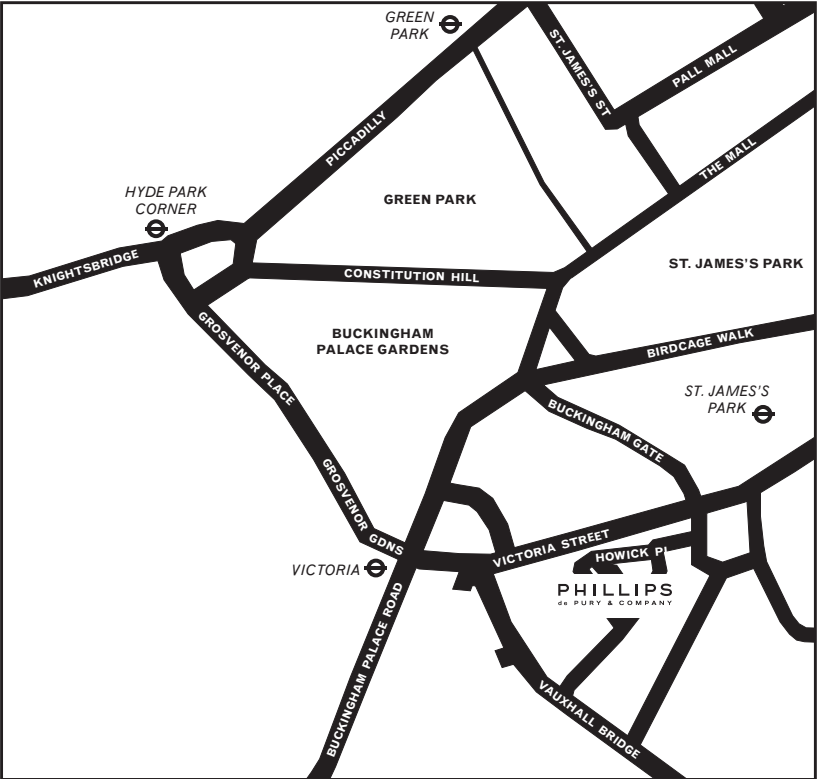 GREEN
PARK
ST. JAMES'S ST
PALL MALL
PICCADILLY
THE MALL
HYDE PARK
CORNER
GREEN PARK
KNIGHTSBRIDGE
CONSTITUTION HILL
ST. JAMES'S PARK
GROSVENOR PLACE
BUCKINGHAM
PALACE GARDENS
BIRDCAGE WALK
ST. JAMES'S
PARK
BUCKINGHAM GATE
GROSVENOR GDNS
VICTORIA STREET
HOWICK Pl
VICTORIA
PHILLIPS
de PURY & COMPANY
BUCKINGHAM PALACE ROAD
VAUXHALL BRIDGE